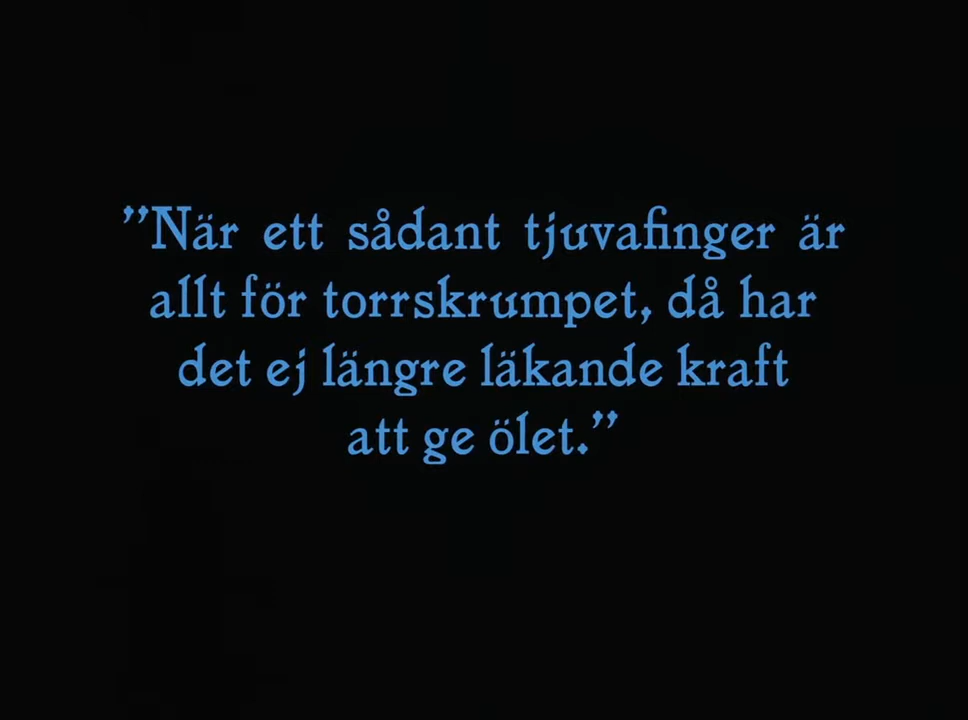 ”När ett sådant tjuvafinger är
allt för torrskrumpet, då har
det ej längre läkande kraft
att ge ölet.”